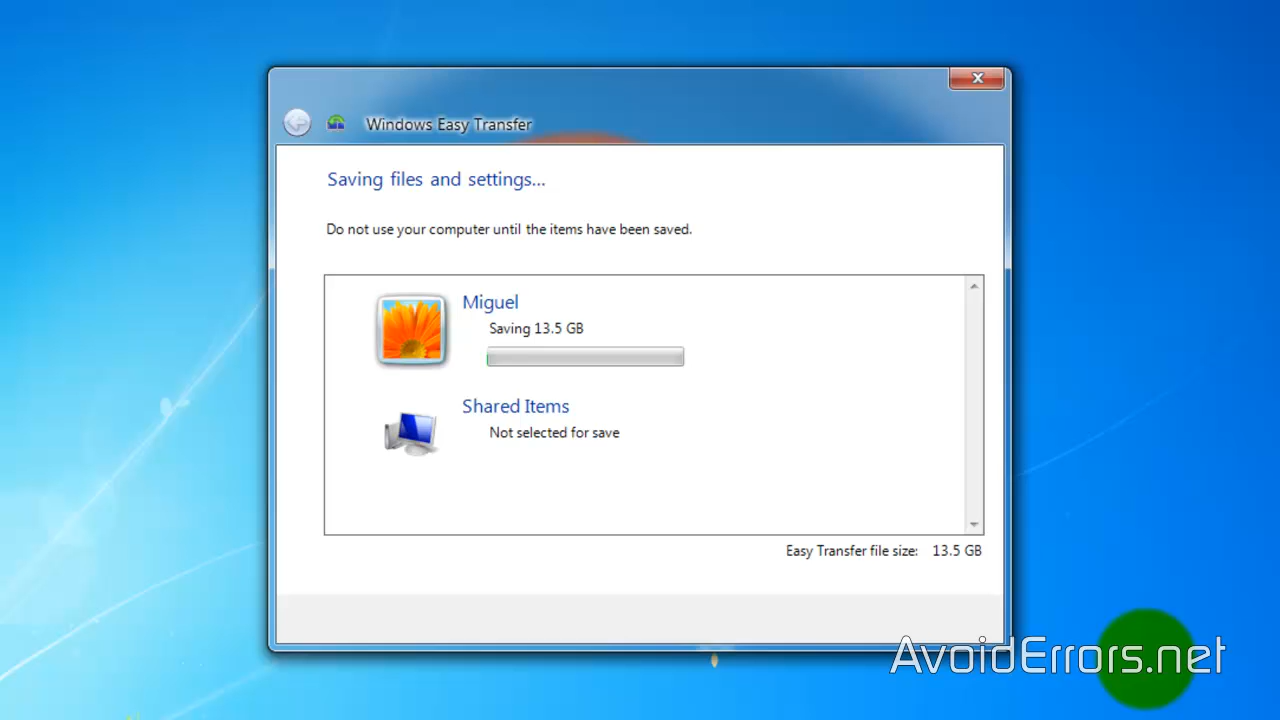 Windows Easy Transfer
Saving files and settings...
Do not use your computer until the items have been saved.
Miguel
Saving 13.5 GB
Shared Items
Not selected for save
Easy Transfer file size: 13.5 GB
AvoidErrors.net